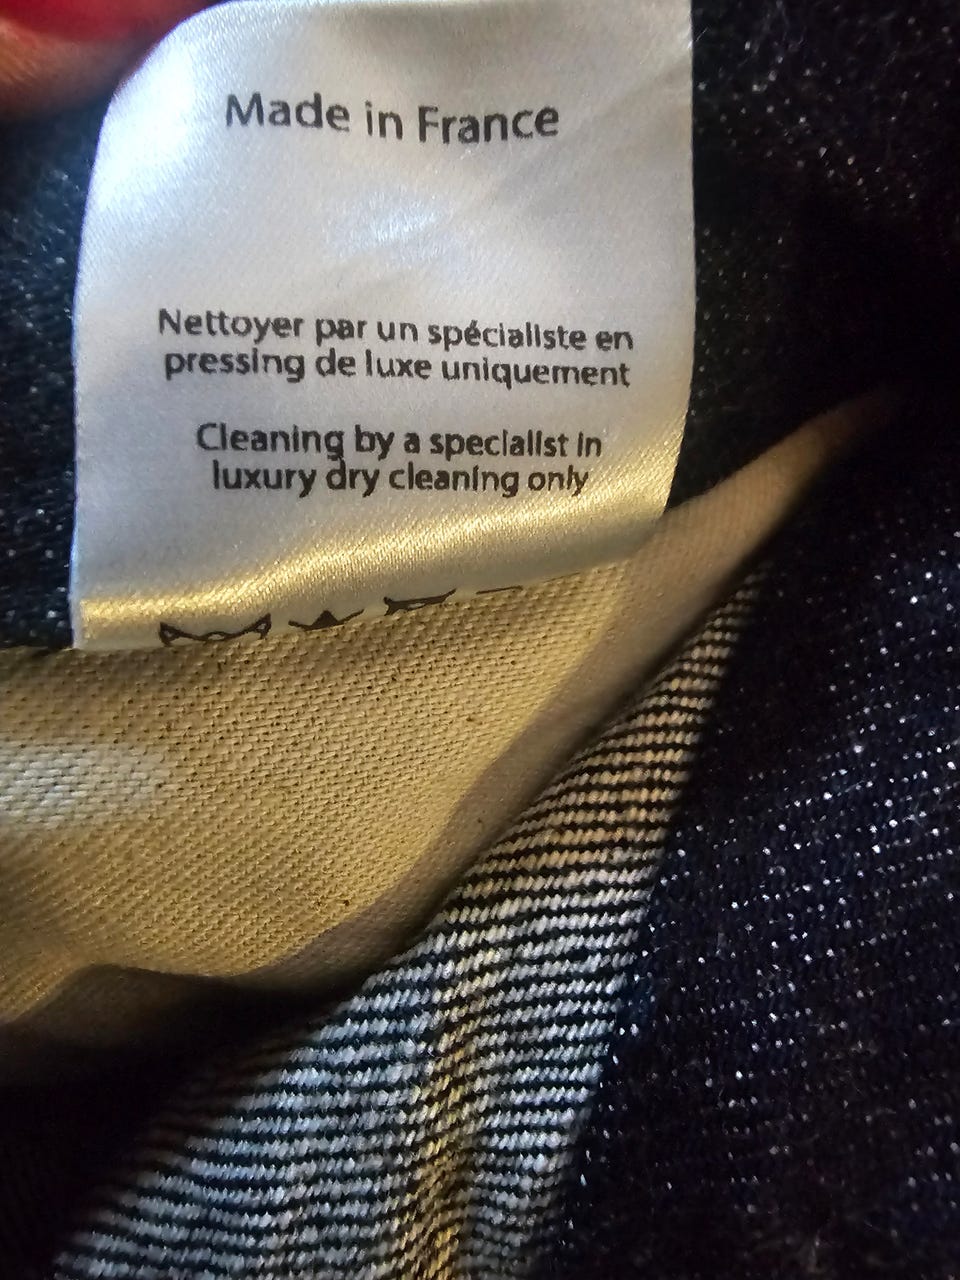 Made in France
Nettoyer par un spécialiste en
pressing de luxe uniquement
Cleaning by a specialist in
luxury dry cleaning only